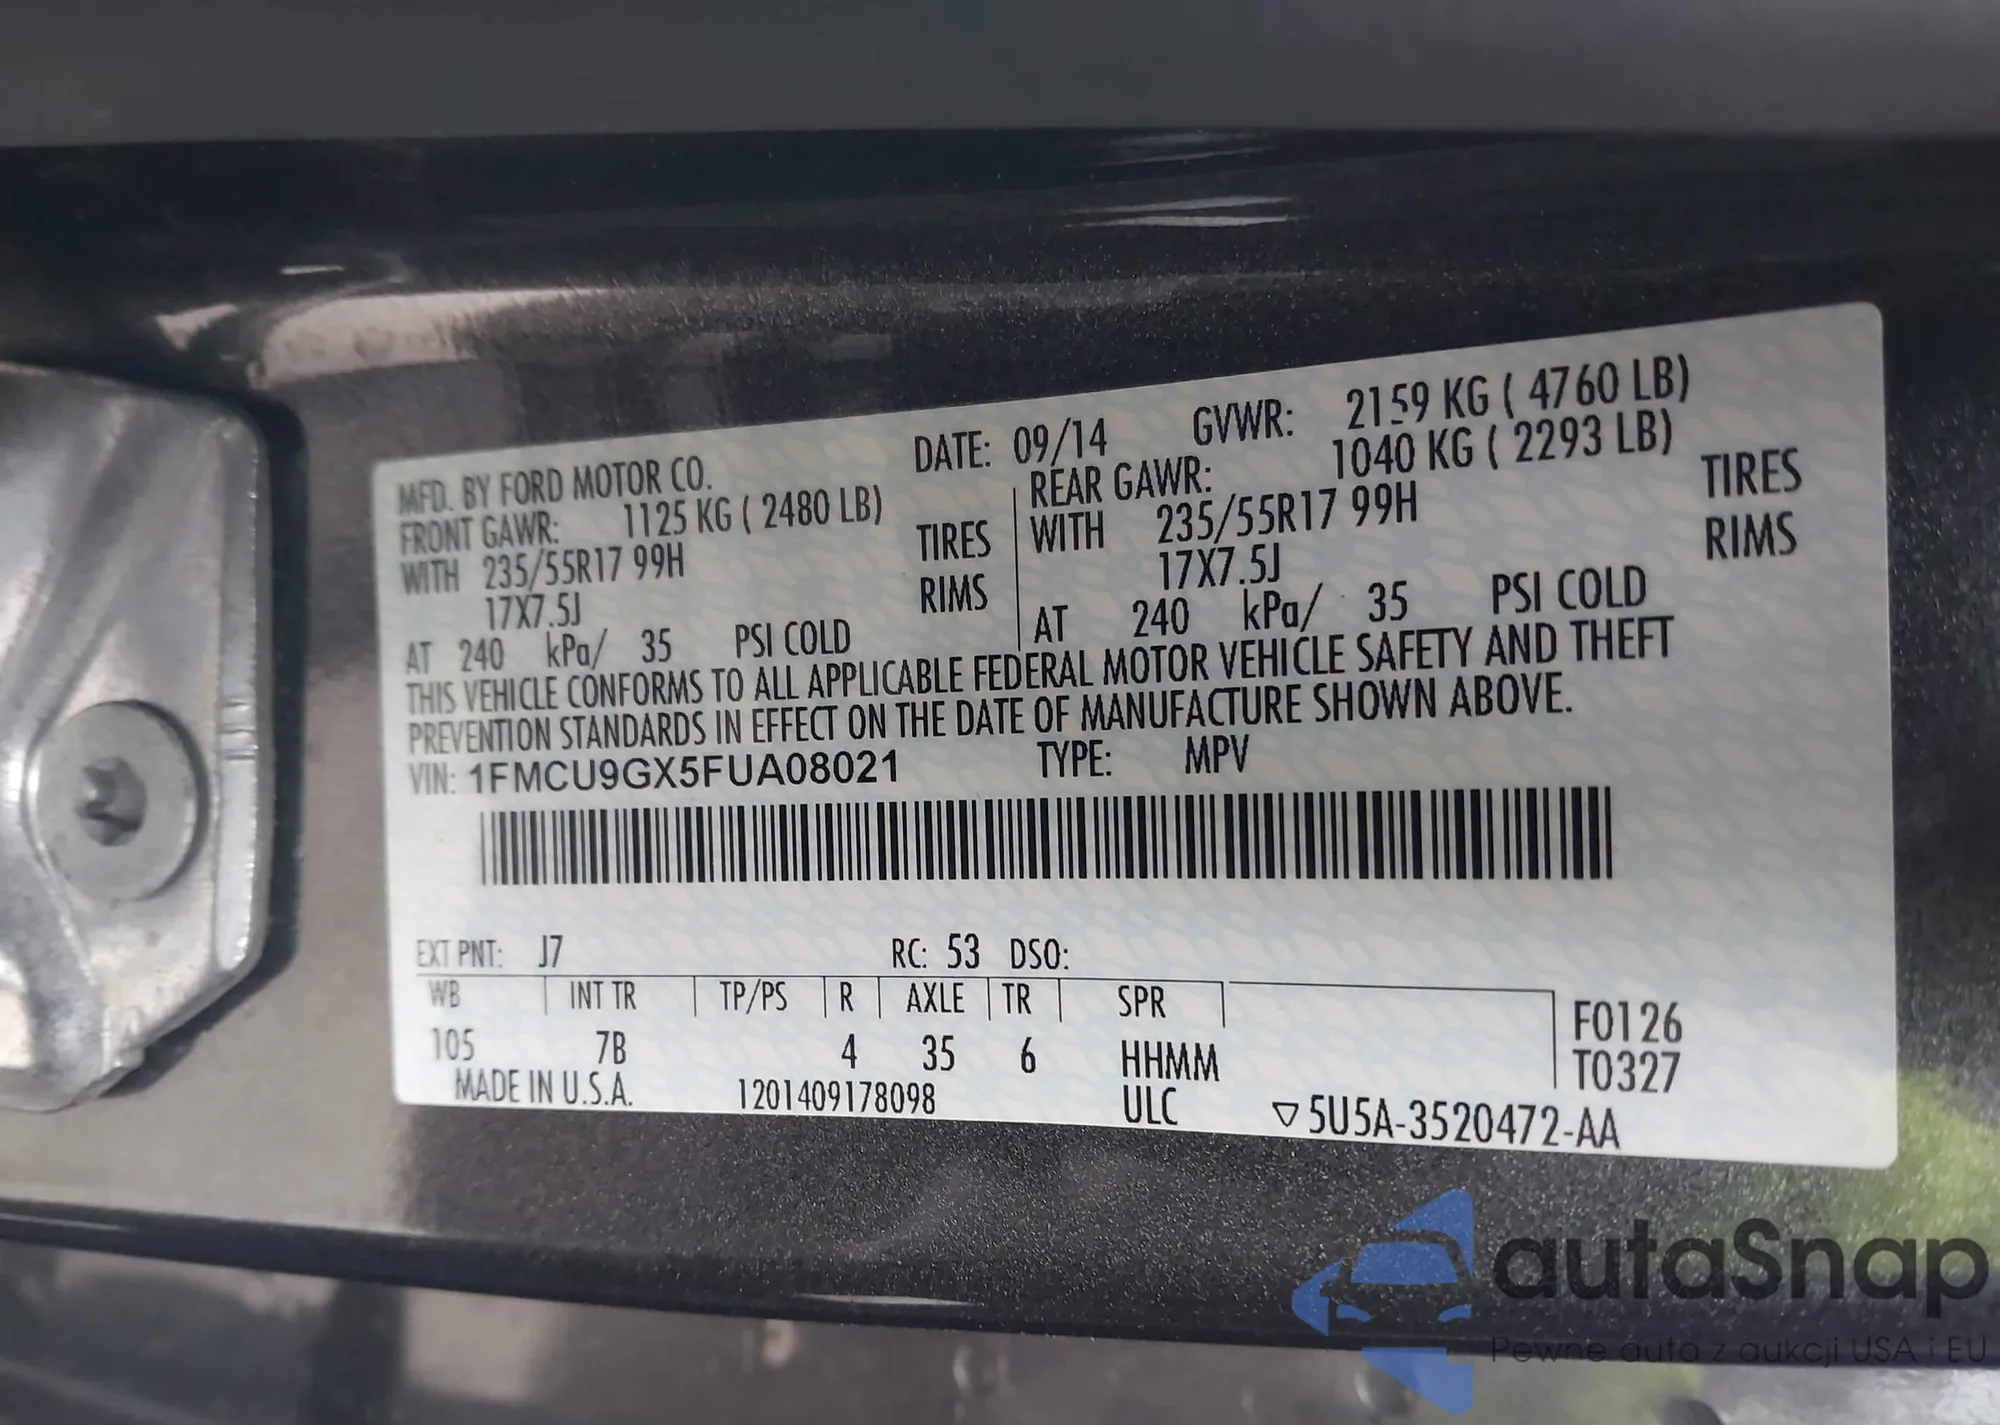 MFD. BY FORD MOTOR CO. DATE: 09/14 GVWR: 2159 KG ( 4760 LB)
FRONT GAWR: 1125 KG ( 2480 LB) REAR GAWR: 1040 KG ( 2293 LB)
WITH 235/55R17 99H TIRES WITH 235/55R17 99H TIRES
17X7.5J RIMS 17X7.5J RIMS
AT 240 kPa/ 35 PSI COLD AT 240 kPa/ 35 PSI COLD
THIS VEHICLE CONFORMS TO ALL APPLICABLE FEDERAL MOTOR VEHICLE SAFETY AND THEFT
PREVENTION STANDARDS IN EFFECT ON THE DATE OF MANUFACTURE SHOWN ABOVE.
VIN: 1FMCU9GX5FUA08021 TYPE: MPV
EXT PNT: J7 RC: 53 DSO:
WB INT TR TP/PS R AXLE TR SPR F0126
105 7B 4 35 6 HHMM T0327
MADE IN U.S.A. 1201409178098 ULC ▽5U5A-3520472-AA
autaSnap
Pewne auta z aukcji USA i EU